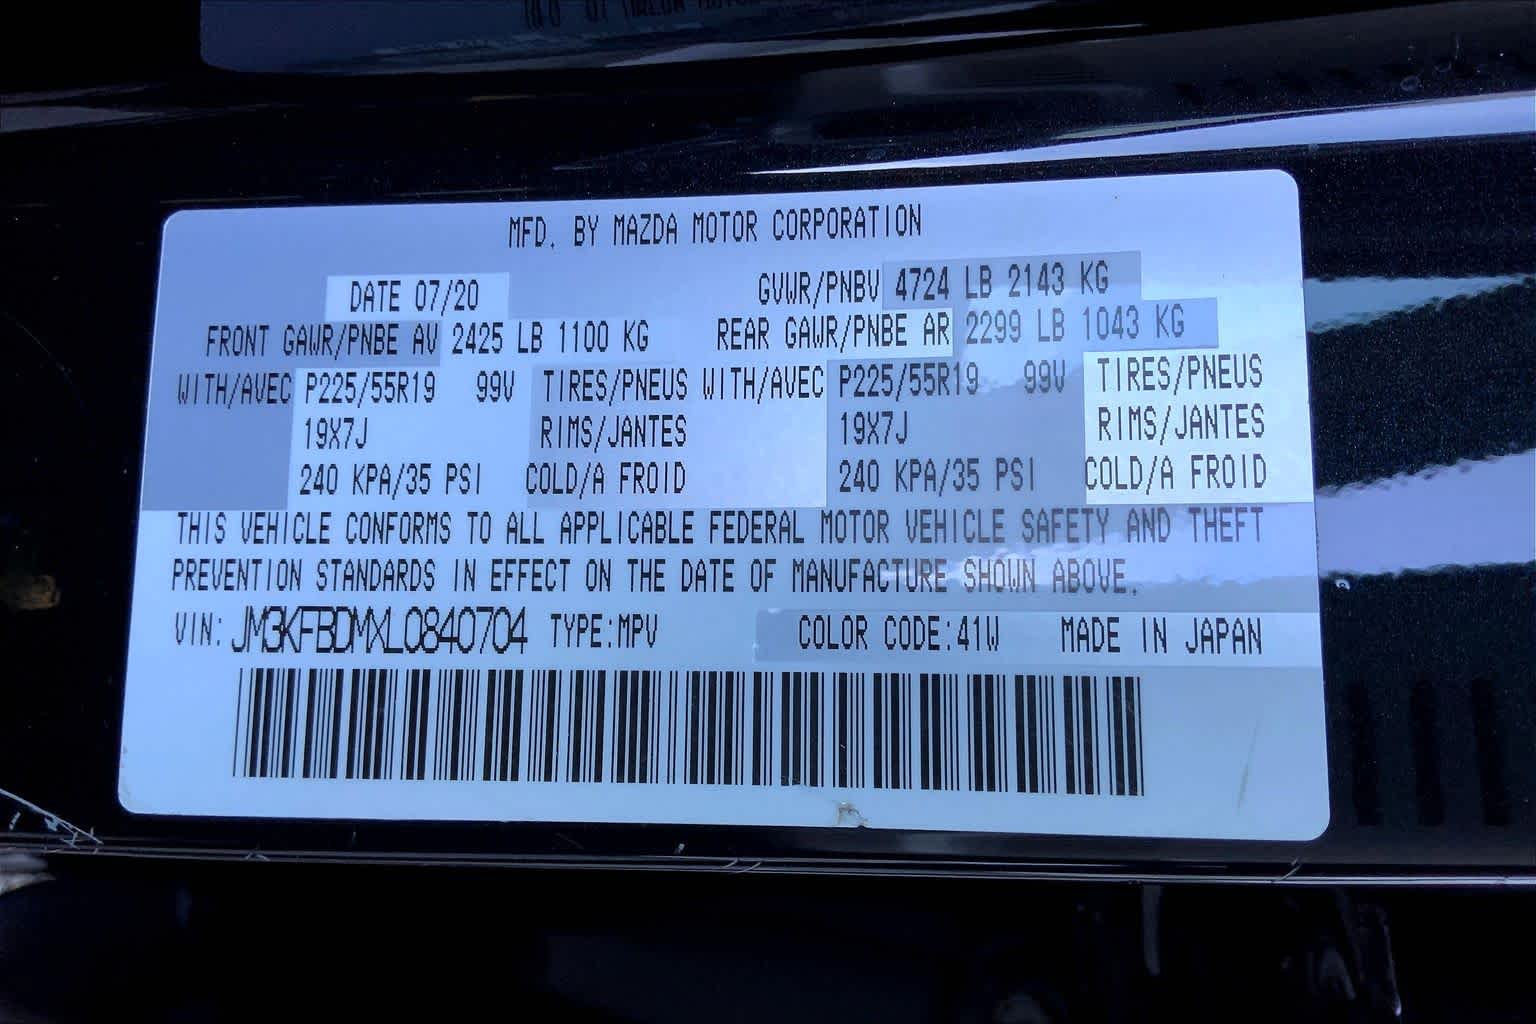 MFD. BY MAZDA MOTOR CORPORATION
DATE 07/20 GVWR/PNBV 4724 LB 2143 KG
FRONT GAWR/PNBE AV 2425 LB 1100 KG REAR GAWR/PNBE AR 2299 LB 1043 KG
WITH/AVEC P225/55R19 99V TIRES/PNEUS WITH/AVEC P225/55R19 99V TIRES/PNEUS
19X7J RIMS/JANTES 19X7J RIMS/JANTES
240 KPA/35 PSI COLD/A FROID 240 KPA/35 PSI COLD/A FROID
THIS VEHICLE CONFORMS TO ALL APPLICABLE FEDERAL MOTOR VEHICLE SAFETY AND THEFT
PREVENTION STANDARDS IN EFFECT ON THE DATE OF MANUFACTURE SHOWN ABOVE.
VIN: JM3KFBDMXL0840704 TYPE:MPV COLOR CODE:41W MADE IN JAPAN